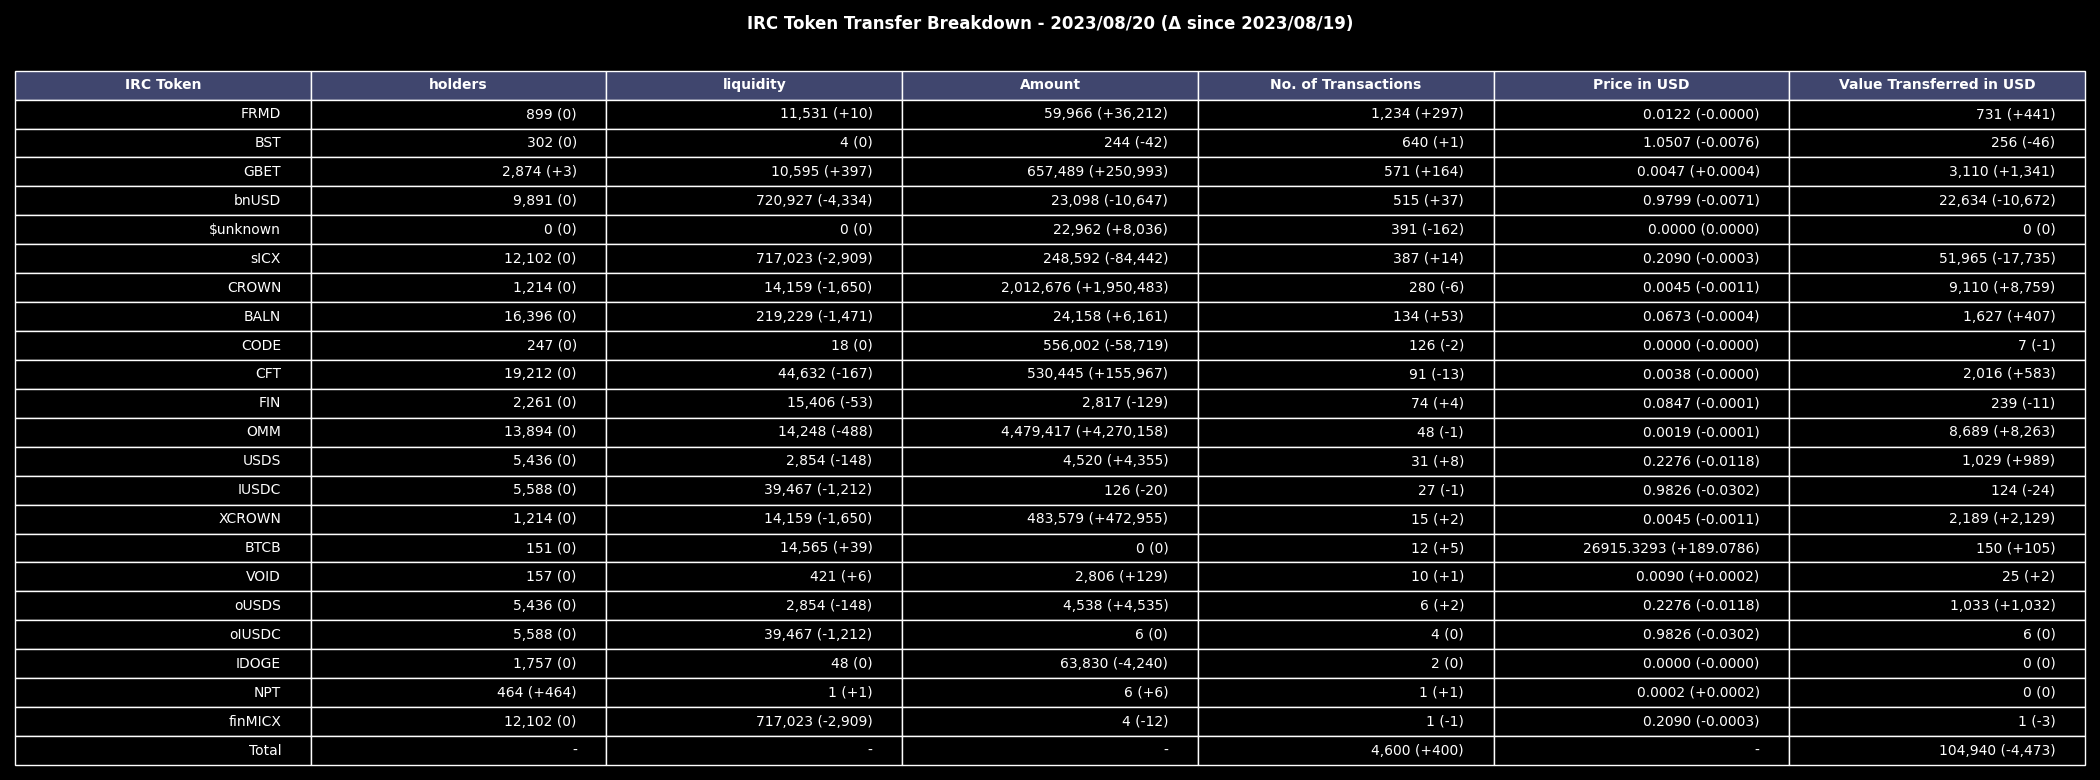 IRC Token Transfer Breakdown - 2023/08/20 (Δ since 2023/08/19)
IRC Token holders liquidity Amount No. of Transactions Price in USD Value Transferred in USD
FRMD 899 (0) 11,531 (+10) 59,966 (+36,212) 1,234 (+297) 0.0122 (-0.0000) 731 (+441)
BST 302 (0) 4 (0) 244 (-42) 640 (+1) 1.0507 (-0.0076) 256 (-46)
GBET 2,874 (+3) 10,595 (+397) 657,489 (+250,993) 571 (+164) 0.0047 (+0.0004) 3,110 (+1,341)
bnUSD 9,891 (0) 720,927 (-4,334) 23,098 (-10,647) 515 (+37) 0.9799 (-0.0071) 22,634 (-10,672)
$unknown 0 (0) 0 (0) 22,962 (+8,036) 391 (-162) 0.0000 (0.0000) 0 (0)
sICX 12,102 (0) 717,023 (-2,909) 248,592 (-84,442) 387 (+14) 0.2090 (-0.0003) 51,965 (-17,735)
CROWN 1,214 (0) 14,159 (-1,650) 2,012,676 (+1,950,483) 280 (-6) 0.0045 (-0.0011) 9,110 (+8,759)
BALN 16,396 (0) 219,229 (-1,471) 24,158 (+6,161) 134 (+53) 0.0673 (-0.0004) 1,627 (+407)
CODE 247 (0) 18 (0) 556,002 (-58,719) 126 (-2) 0.0000 (-0.0000) 7 (-1)
CFT 19,212 (0) 44,632 (-167) 530,445 (+155,967) 91 (-13) 0.0038 (-0.0000) 2,016 (+583)
FIN 2,261 (0) 15,406 (-53) 2,817 (-129) 74 (+4) 0.0847 (-0.0001) 239 (-11)
OMM 13,894 (0) 14,248 (-488) 4,479,417 (+4,270,158) 48 (-1) 0.0019 (-0.0001) 8,689 (+8,263)
USDS 5,436 (0) 2,854 (-148) 4,520 (+4,355) 31 (+8) 0.2276 (-0.0118) 1,029 (+989)
IUSDC 5,588 (0) 39,467 (-1,212) 126 (-20) 27 (-1) 0.9826 (-0.0302) 124 (-24)
XCROWN 1,214 (0) 14,159 (-1,650) 483,579 (+472,955) 15 (+2) 0.0045 (-0.0011) 2,189 (+2,129)
BTCB 151 (0) 14,565 (+39) 0 (0) 12 (+5) 26915.3293 (+189.0786) 150 (+105)
VOID 157 (0) 421 (+6) 2,806 (+129) 10 (+1) 0.0090 (+0.0002) 25 (+2)
oUSDS 5,436 (0) 2,854 (-148) 4,538 (+4,535) 6 (+2) 0.2276 (-0.0118) 1,033 (+1,032)
oIUSDC 5,588 (0) 39,467 (-1,212) 6 (0) 4 (0) 0.9826 (-0.0302) 6 (0)
IDOGE 1,757 (0) 48 (0) 63,830 (-4,240) 2 (0) 0.0000 (-0.0000) 0 (0)
NPT 464 (+464) 1 (+1) 6 (+6) 1 (+1) 0.0002 (+0.0002) 0 (0)
finMICX 12,102 (0) 717,023 (-2,909) 4 (-12) 1 (-1) 0.2090 (-0.0003) 1 (-3)
Total - - - 4,600 (+400) - 104,940 (-4,473)